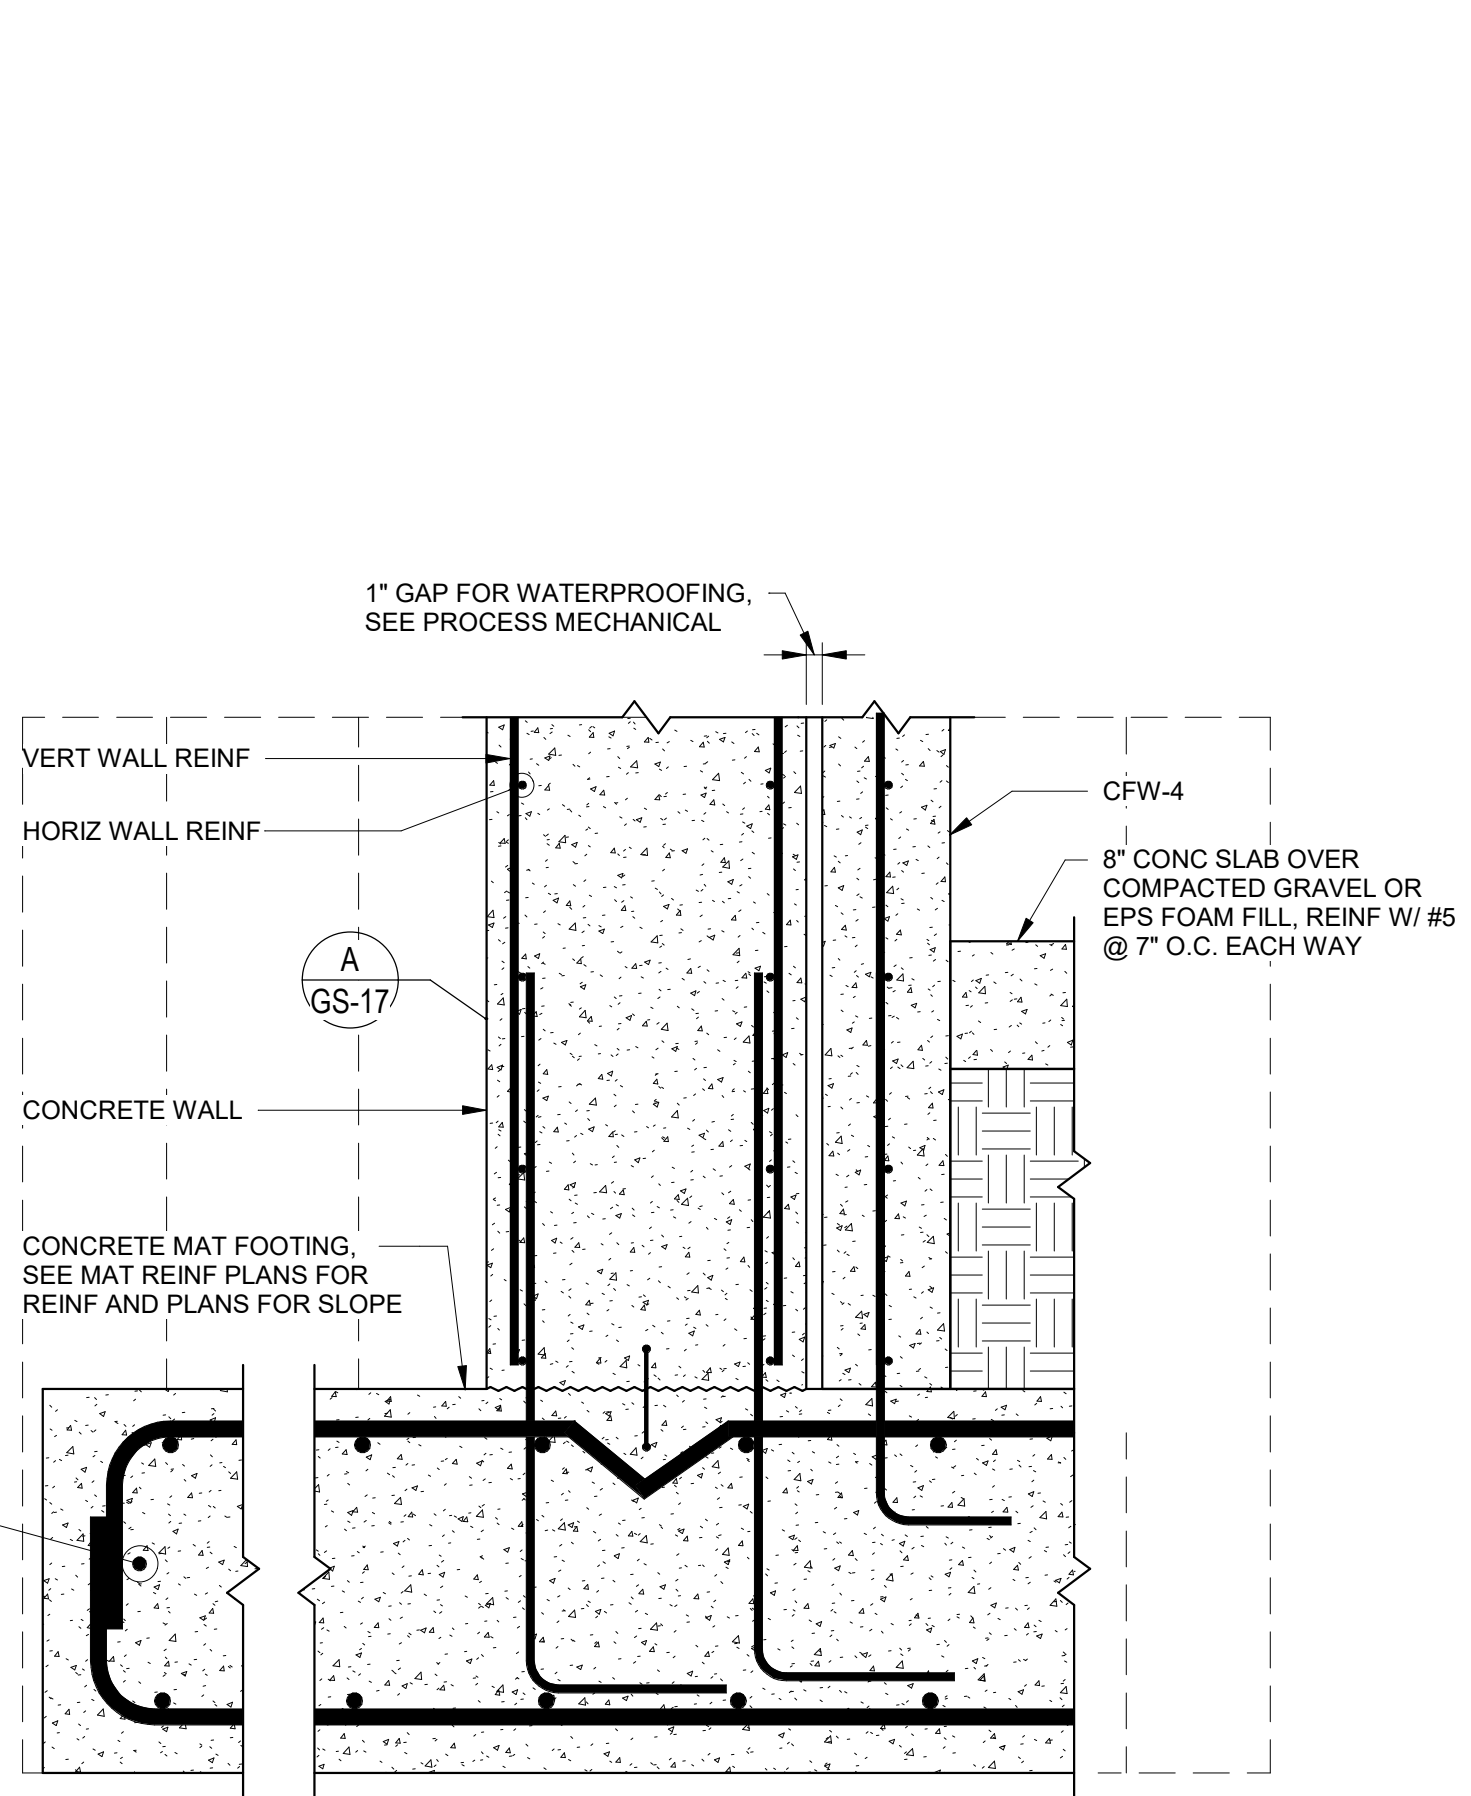 1" GAP FOR WATERPROOFING,
SEE PROCESS MECHANICAL
VERT WALL REINF
HORIZ WALL REINF
CFW-4
8" CONC SLAB OVER
COMPACTED GRAVEL OR
EPS FOAM FILL, REINF W/ #5
@ 7" O.C. EACH WAY
A
GS-17
CONCRETE WALL
CONCRETE MAT FOOTING,
SEE MAT REINF PLANS FOR
REINF AND PLANS FOR SLOPE